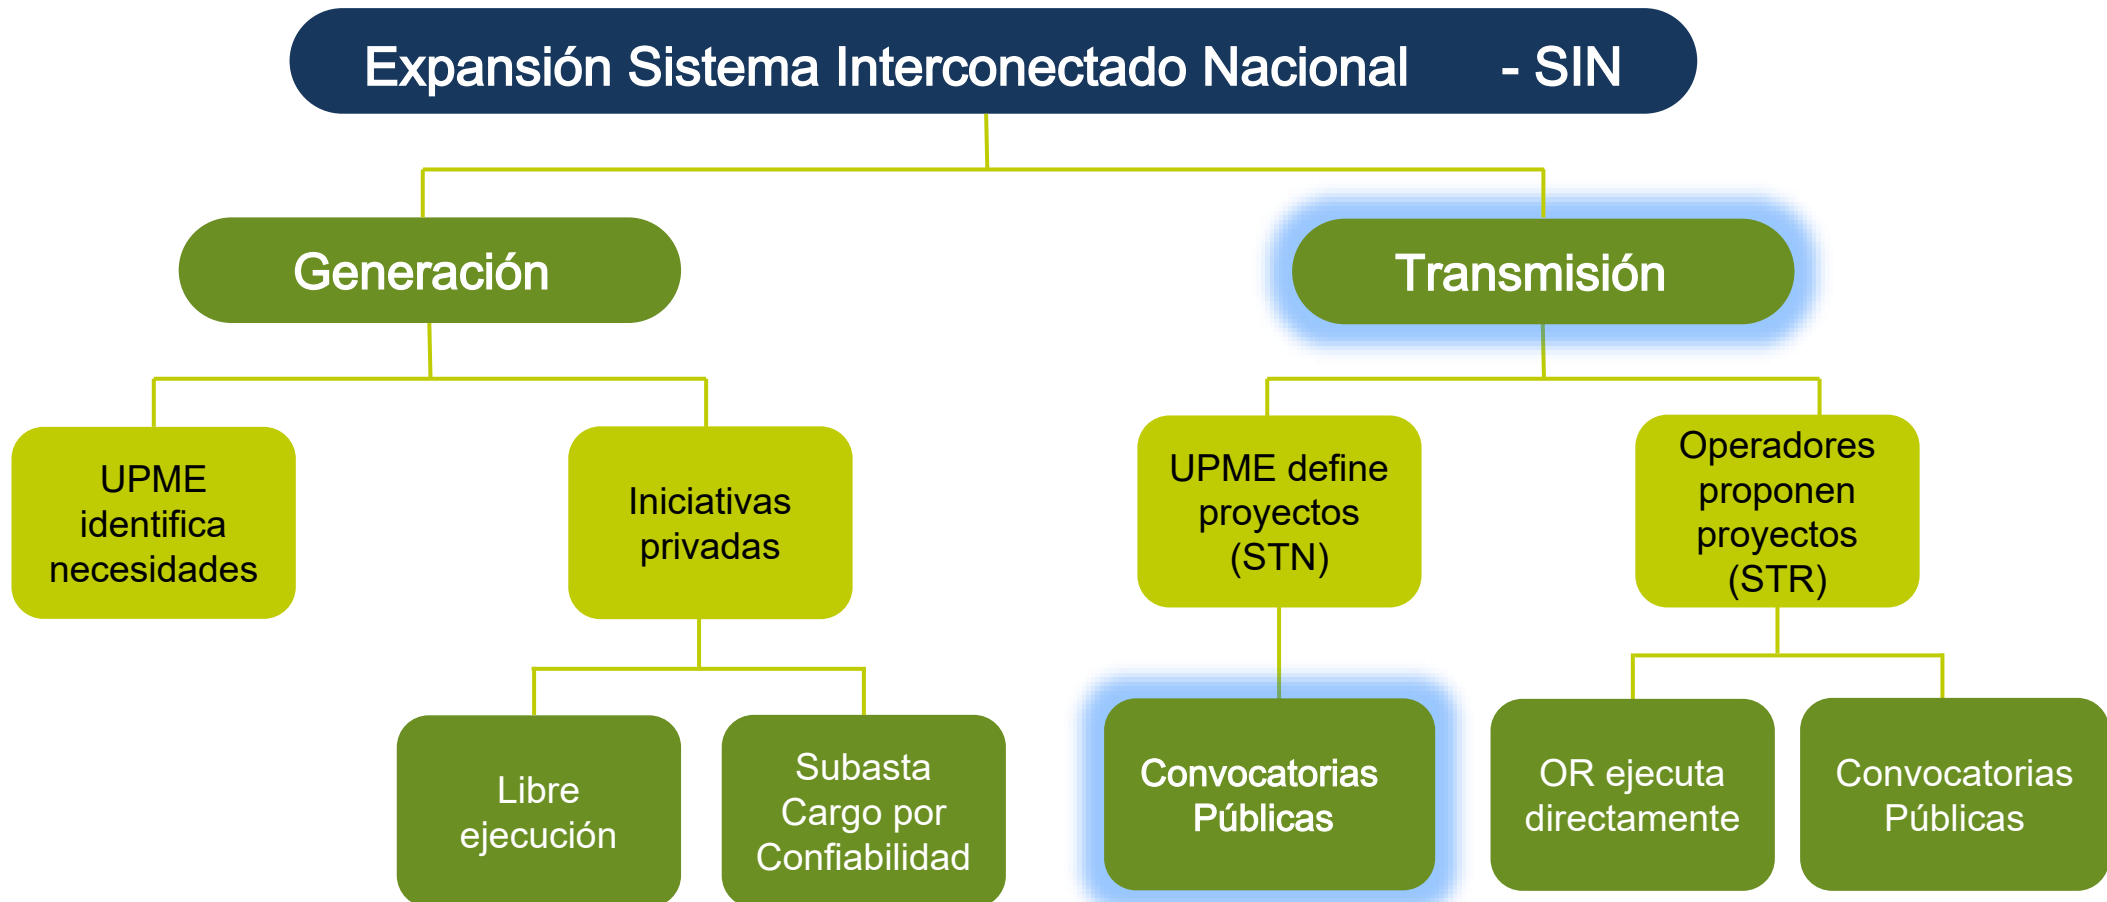 Expansión Sistema Interconectado Nacional - SIN
Generación
Transmisión
UPME
identifica
necesidades
Iniciativas
privadas
UPME define
proyectos
(STN)
Operadores
proponen
proyectos
(STR)
Libre
ejecución
Subasta
Cargo por
Confiabilidad
Convocatorias
Públicas
OR ejecuta
directamente
Convocatorias
Públicas